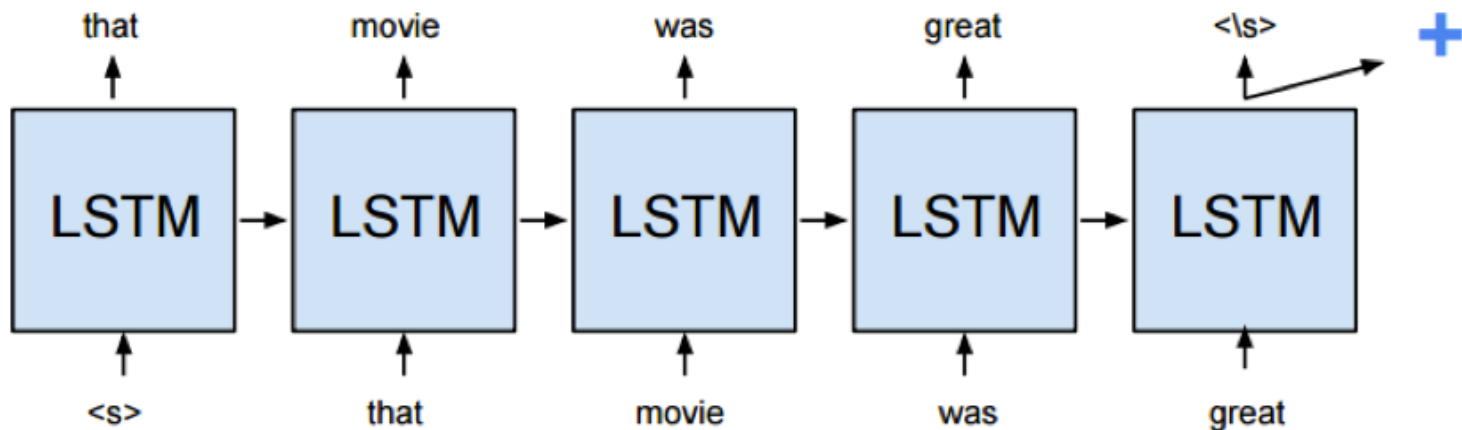 that movie was great <\s> +
LSTM LSTM LSTM LSTM LSTM
<s> that movie was great